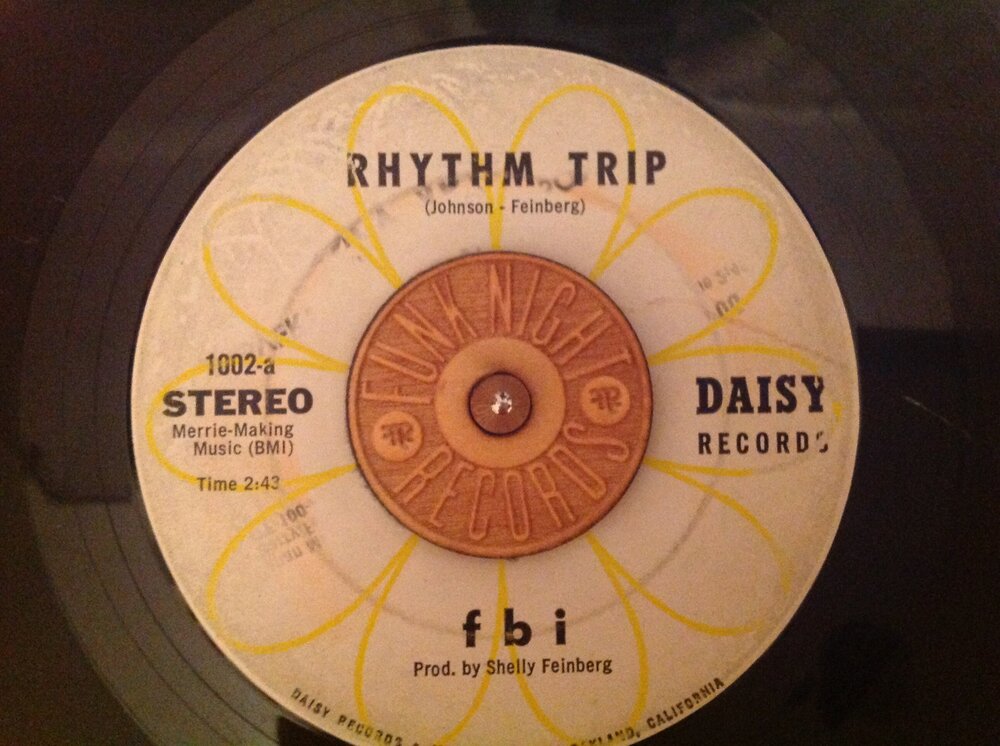 RHYTHM TRIP
(Johnson - Feinberg)
FUNK NIGHT
RECORDS
1002-a
STEREO
Merrie-Making
Music (BMI)
Time 2:43
DAISY
RECORDS
f b i
Prod. by Shelly Feinberg
DAISY RECORDS
CALIFORNIA